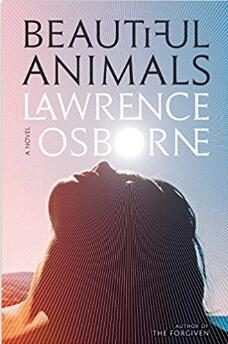 BEAUTIFUL
ANIMALS
LAWRENCE
OSBORNE
A NOVEL
AUTHOR OF
THE FORGIVEN